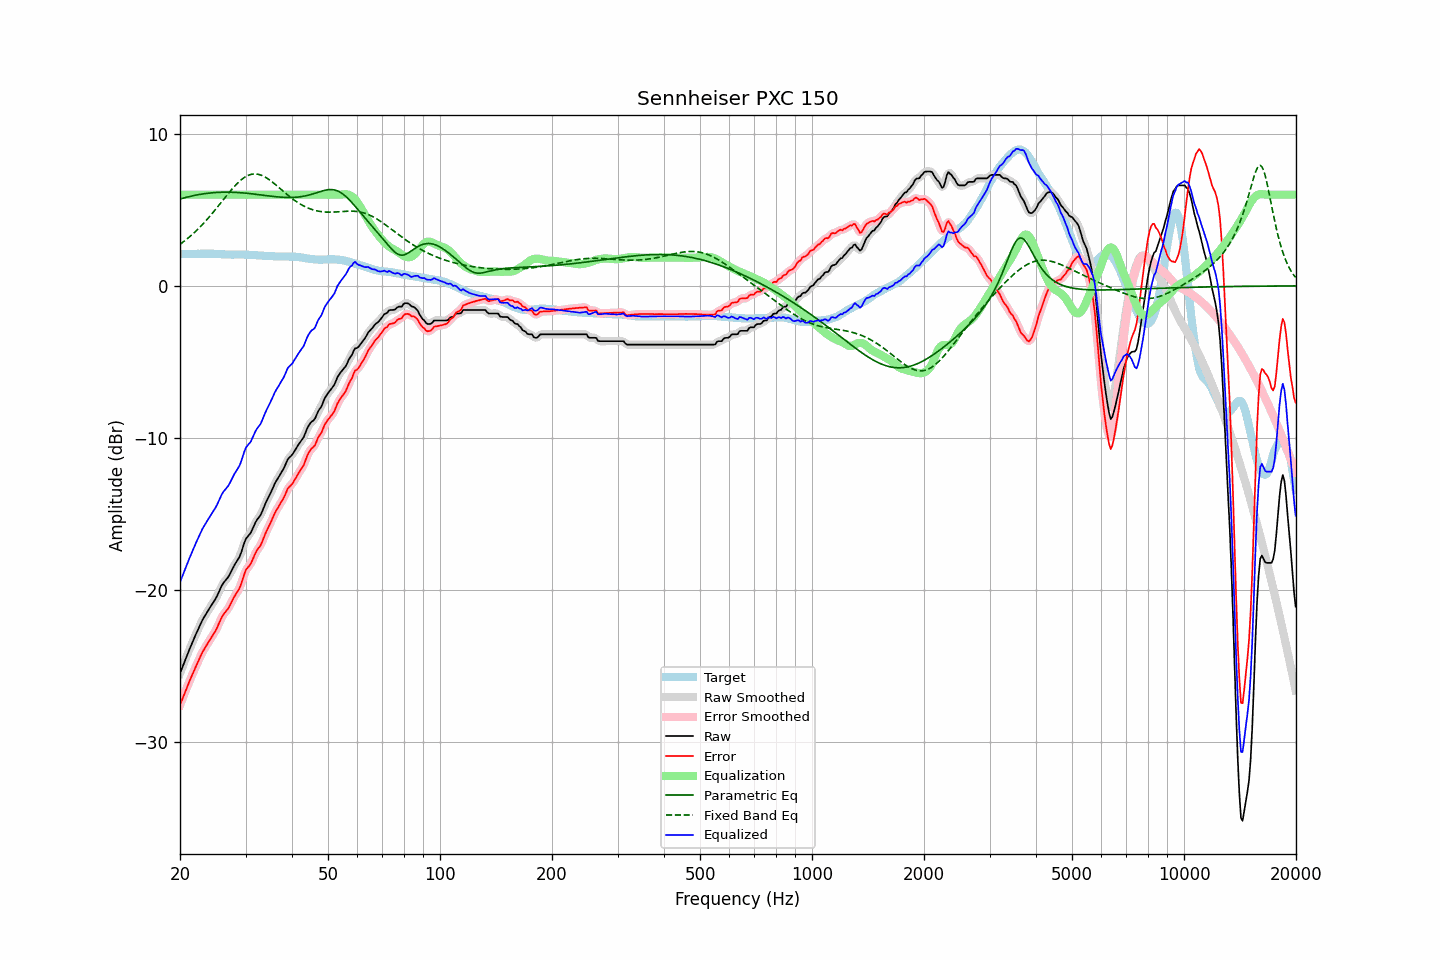 Sennheiser PXC 150
Amplitude (dBr)
10
0
−10
−20
−30
Target
Raw Smoothed
Error Smoothed
Raw
Error
Equalization
Parametric Eq
Fixed Band Eq
Equalized
20 50 100 200 500 1000 2000 5000 10000 20000
Frequency (Hz)